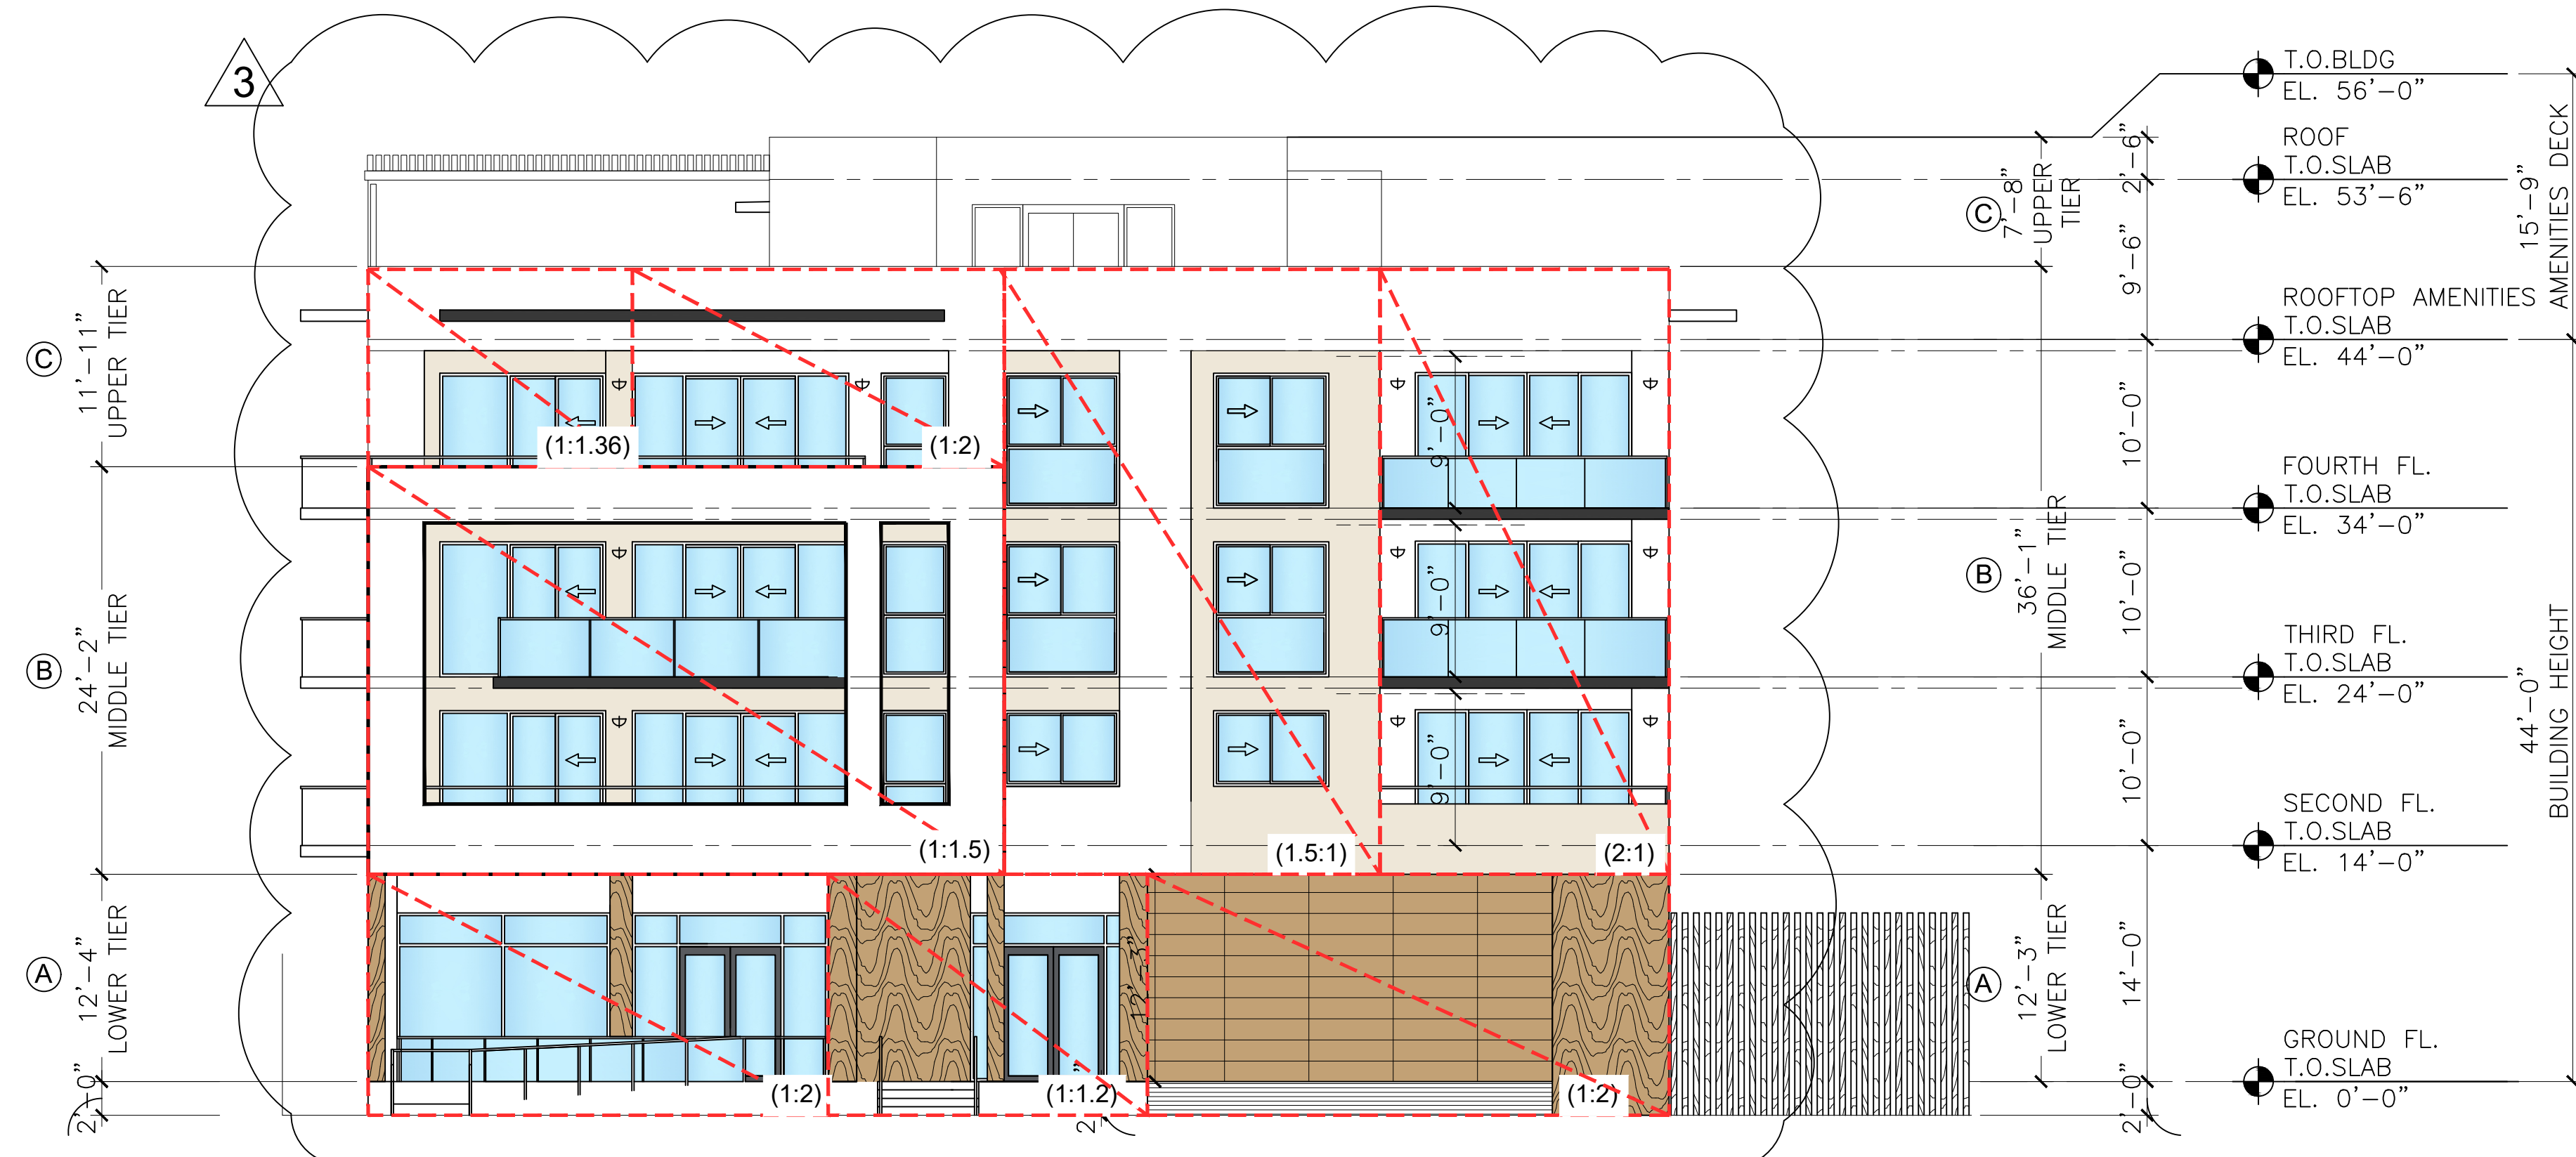 3
T.O.BLDG
EL. 56'-0"
ROOF
T.O.SLAB
EL. 53'-6"
ROOFTOP AMENITIES
T.O.SLAB
EL. 44'-0"
FOURTH FL.
T.O.SLAB
EL. 34'-0"
THIRD FL.
T.O.SLAB
EL. 24'-0"
SECOND FL.
T.O.SLAB
EL. 14'-0"
GROUND FL.
T.O.SLAB
EL. 0'-0"
15'-9"
AMENITIES DECK
44'-0"
BUILDING HEIGHT
2'-6"
9'-6"
10'-0"
10'-0"
10'-0"
14'-0"
2'-0"
C
7'-8"
UPPER
TIER
B
36'-1"
MIDDLE TIER
A
12'-3"
LOWER TIER
C
11'-11"
UPPER TIER
B
24'-2"
MIDDLE TIER
A
12'-4"
LOWER TIER
2'-0"
(1:1.36)
(1:2)
9'-0"
9'-0"
9'-0"
(1:1.5)
(1.5:1)
(2:1)
12'-3"
(1:2)
(1:1.2)
(1:2)